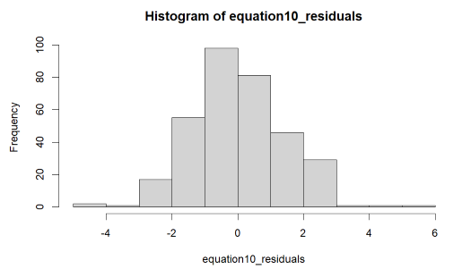 Histogram of equation10_residuals
Frequency
100
80
60
40
20
0
-4 -2 0 2 4 6
equation10_residuals